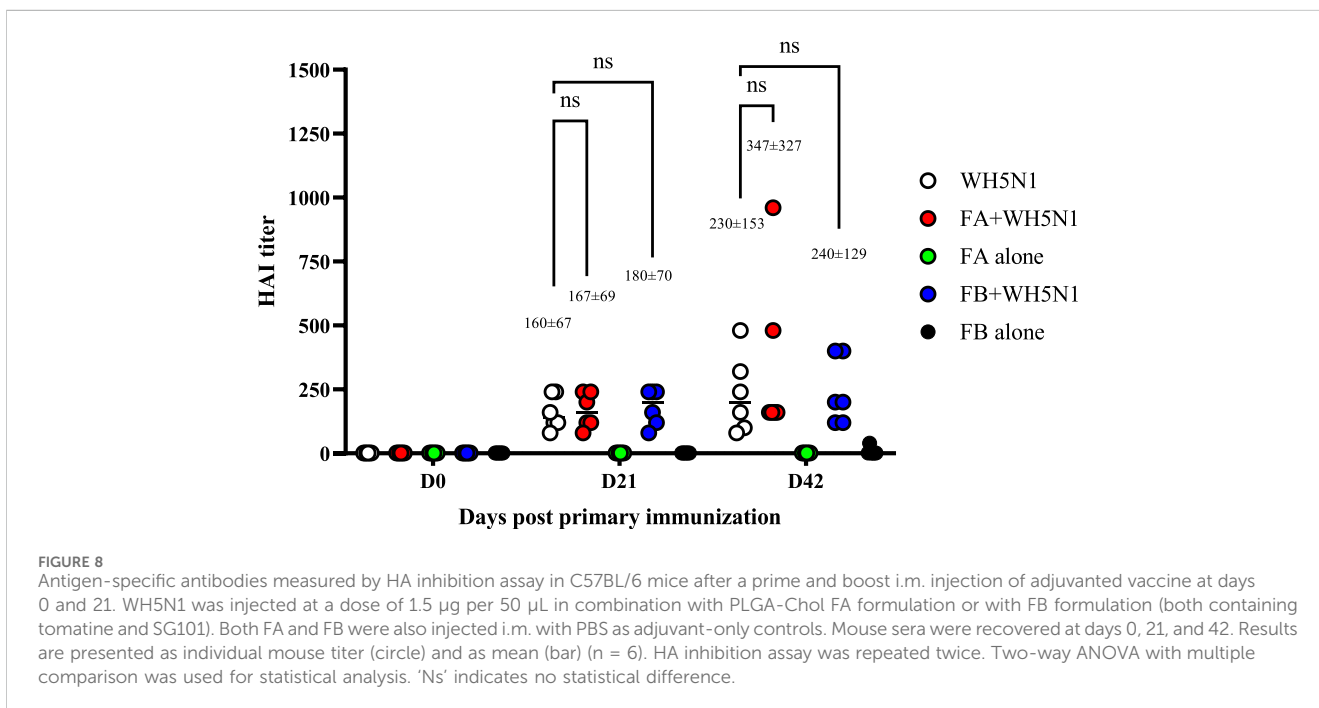 ns
ns
1500
ns
ns
1250
347±327
1000
230±153
240±129
750
180±70
167±69
160±67
500
250
0
HAI titer
D0
D21
D42
Days post primary immunization
WH5N1
FA+WH5N1
FA alone
FB+WH5N1
FB alone
FIGURE 8
Antigen-specific antibodies measured by HA inhibition assay in C57BL/6 mice after a prime and boost i.m. injection of adjuvanted vaccine at days
0 and 21. WH5N1 was injected at a dose of 1.5 µg per 50 µL in combination with PLGA-Chol FA formulation or with FB formulation (both containing
tomatine and SG101). Both FA and FB were also injected i.m. with PBS as adjuvant-only controls. Mouse sera were recovered at days 0, 21, and 42. Results
are presented as individual mouse titer (circle) and as mean (bar) (n = 6). HA inhibition assay was repeated twice. Two-way ANOVA with multiple
comparison was used for statistical analysis. ‘Ns’ indicates no statistical difference.